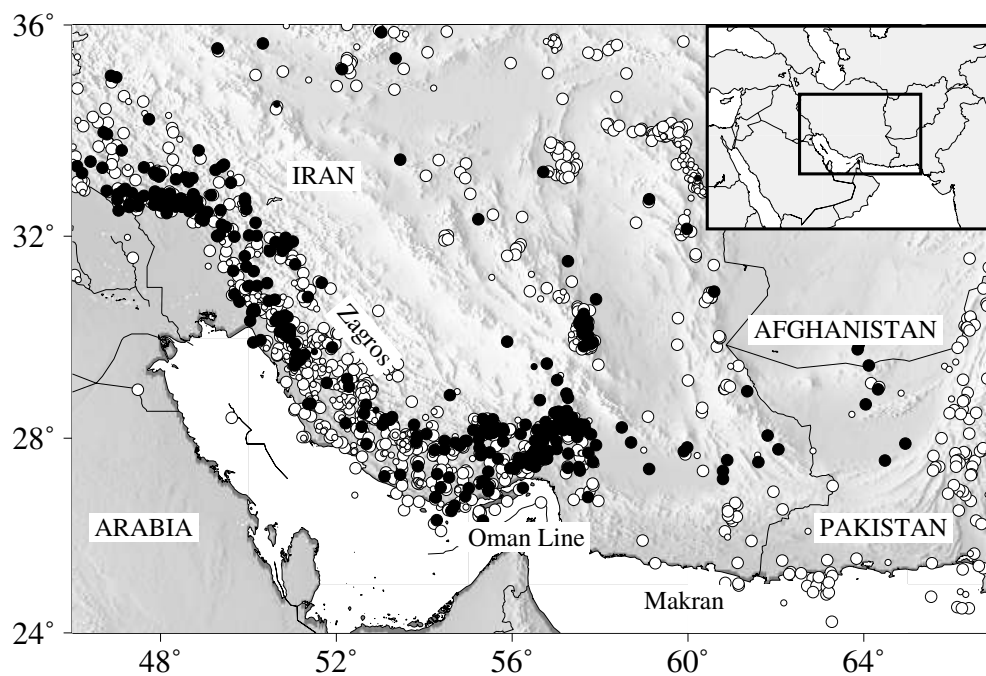 36°
IRAN
32°
Zagros
AFGHANISTAN
28°
ARABIA
Oman Line
PAKISTAN
Makran
24°
48°
52°
56°
60°
64°